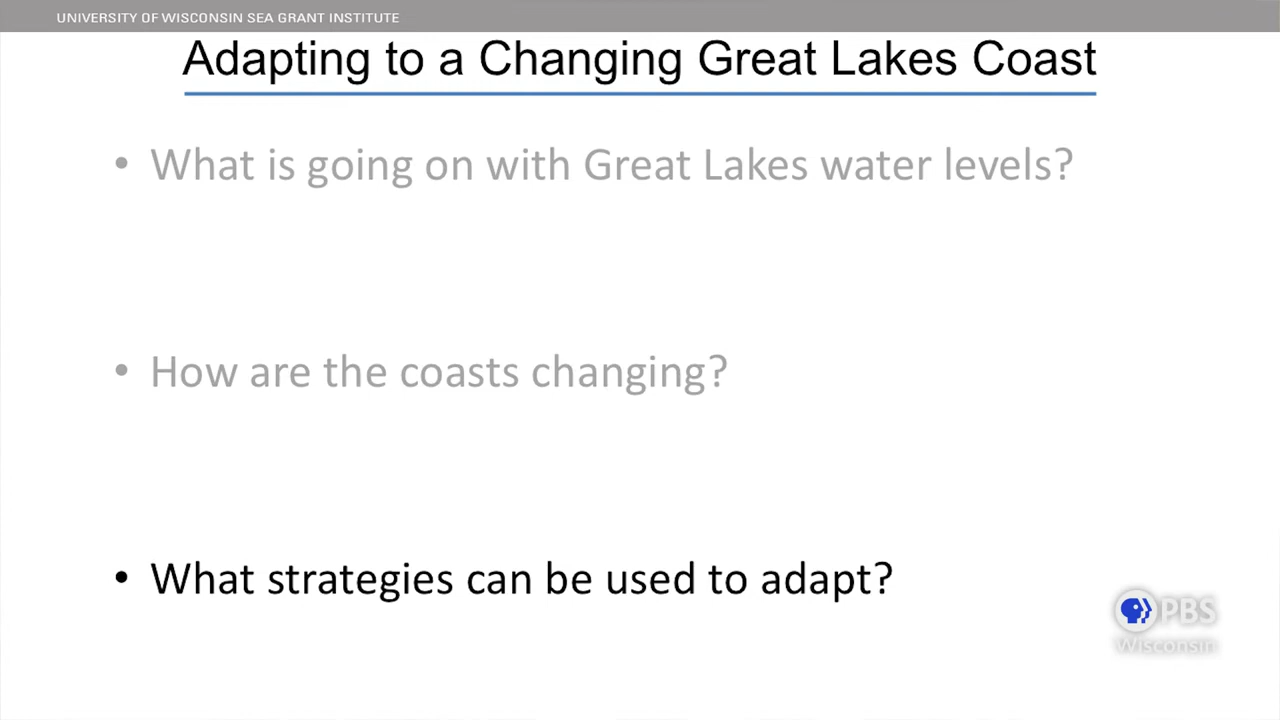 UNIVERSITY OF WISCONSIN SEA GRANT INSTITUTE
Adapting to a Changing Great Lakes Coast
• What is going on with Great Lakes water levels?
• How are the coasts changing?
• What strategies can be used to adapt?
PBS
Wisconsin